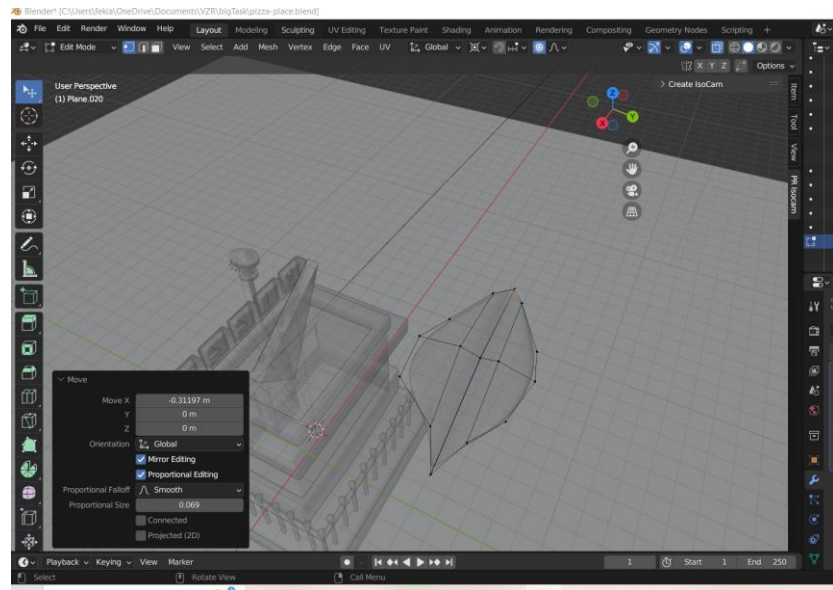 Blender* [C:\Users\fekia\OneDrive\Documents\VZR\bigTask\pizza-place.blend]
File Edit Render Window Help Layout Modeling Sculpting UV Editing Texture Paint Shading Animation Rendering Compositing Geometry Nodes Scripting +
Edit Mode View Select Add Mesh Vertex Edge Face UV Global
X Y Z Options
User Perspective
(1) Plane.020
> Create IsoCam
Z
Y
X
Item
Tool
View
PR Isocam
Move
Move X -0.31197 m
Y 0 m
Z 0 m
Orientation Global
Mirror Editing
Proportional Editing
Proportional Falloff Smooth
Proportional Size 0.069
Connected
Projected (2D)
Playback Keying View Marker 1 Start 1 End 250
Select Rotate View Call Menu